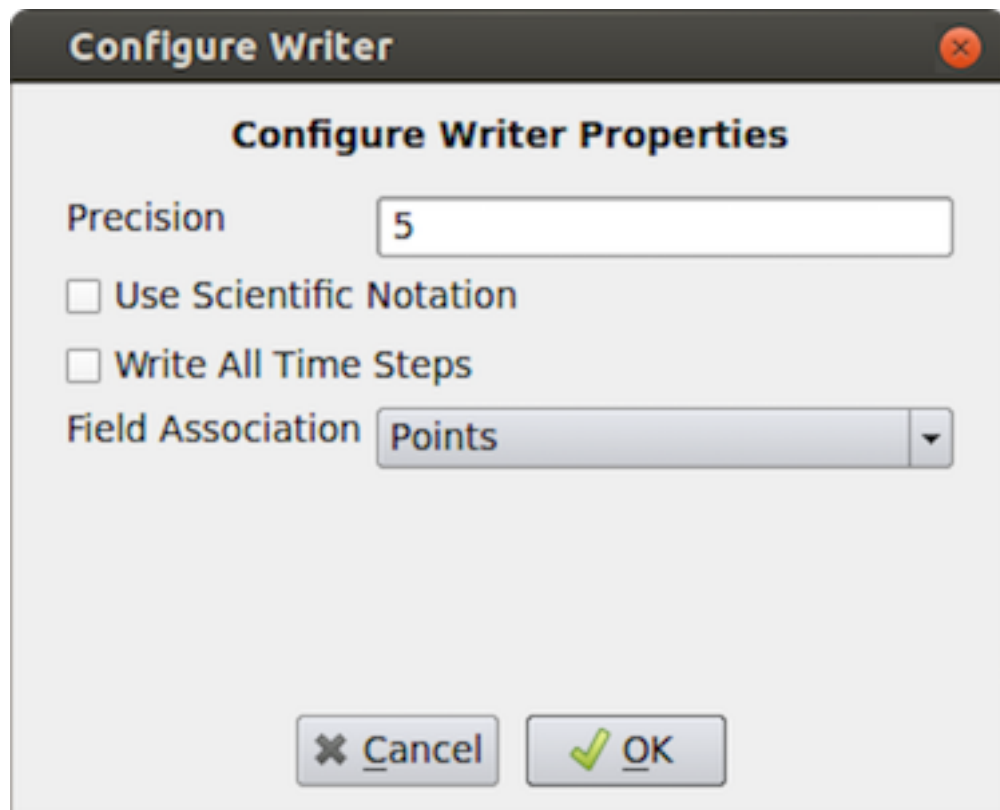 Configure Writer
Configure Writer Properties
Precision 5
Use Scientific Notation
Write All Time Steps
Field Association Points
Cancel OK